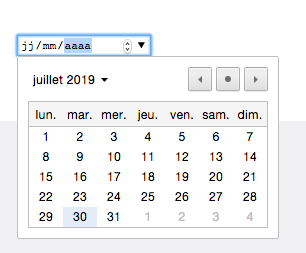 jj/mm/aaaa
juillet 2019
lun. mar. mer. jeu. ven. sam. dim.
1 2 3 4 5 6 7
8 9 10 11 12 13 14
15 16 17 18 19 20 21
22 23 24 25 26 27 28
29 30 31 1 2 3 4